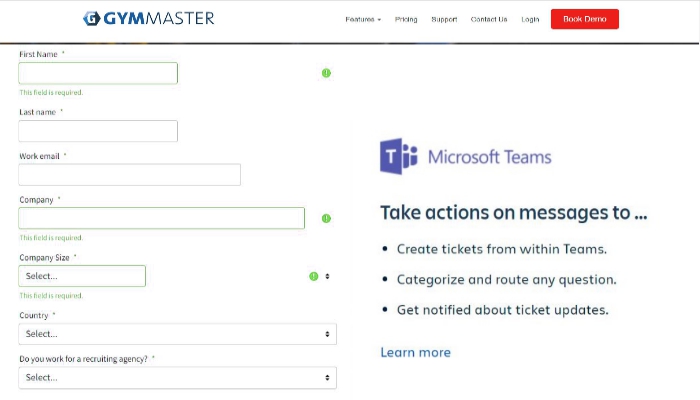 GYMMASTER
Features Pricing Support Contact Us Login Book Demo
First Name *
This field is required.
Last name *
Work email *
Company *
This field is required.
Company Size *
Select...
This field is required.
Country *
Select...
Do you work for a recruiting agency? *
Select...
Microsoft Teams
Take actions on messages to ...
• Create tickets from within Teams.
• Categorize and route any question.
• Get notified about ticket updates.
Learn more